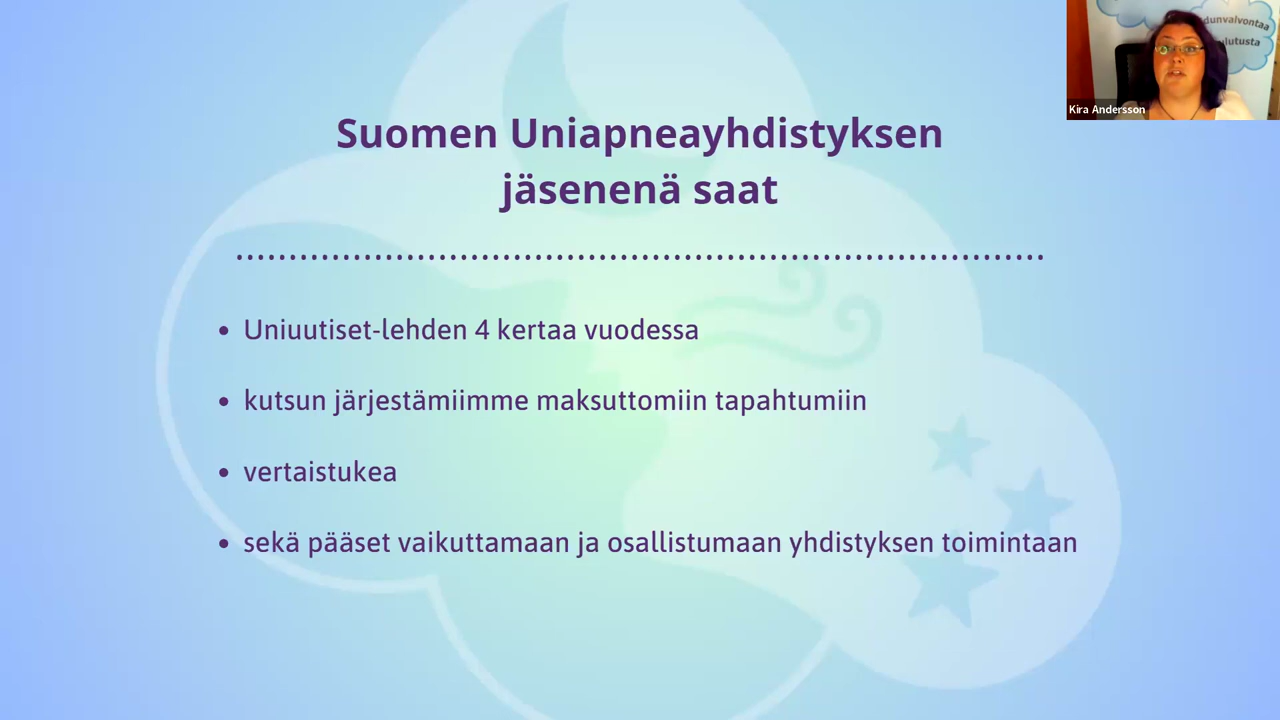 Suomen Uniapneayhdistyksen
jäsenenä saat
• Uniuutiset-lehden 4 kertaa vuodessa
• kutsun järjestämiimme maksuttomiin tapahtumiin
• vertaistukea
• sekä pääset vaikuttamaan ja osallistumaan yhdistyksen toimintaan
Kira Andersson